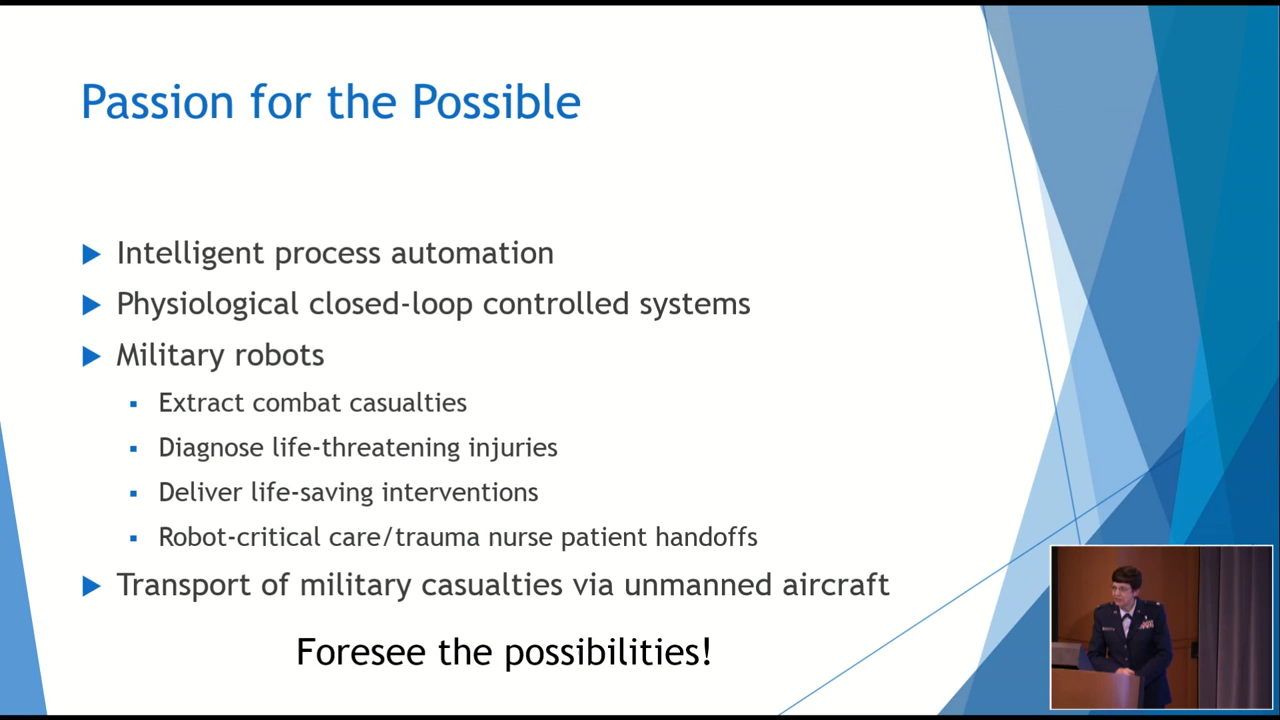 Passion for the Possible
Intelligent process automation
Physiological closed-loop controlled systems
Military robots
Extract combat casualties
Diagnose life-threatening injuries
Deliver life-saving interventions
Robot-critical care/trauma nurse patient handoffs
Transport of military casualties via unmanned aircraft
Foresee the possibilities!